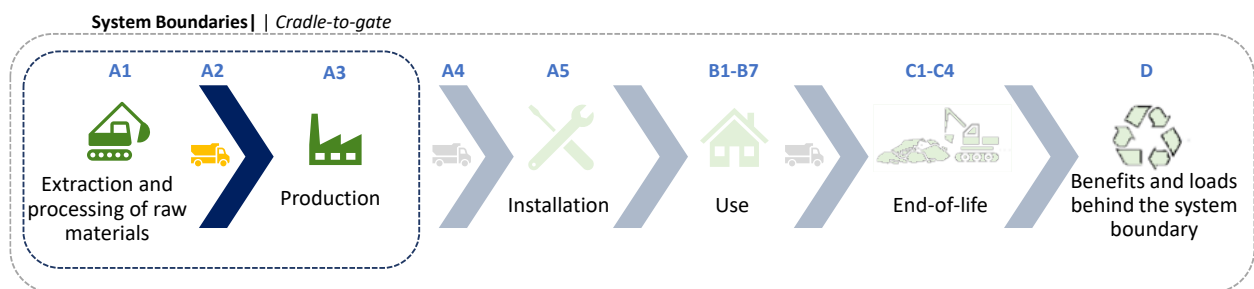 System Boundaries| | Cradle-to-gate
A1
A2
A3
A4
A5
B1-B7
C1-C4
D
Extraction and
processing of raw
materials
Production
Installation
Use
End-of-life
Benefits and loads
behind the system
boundary